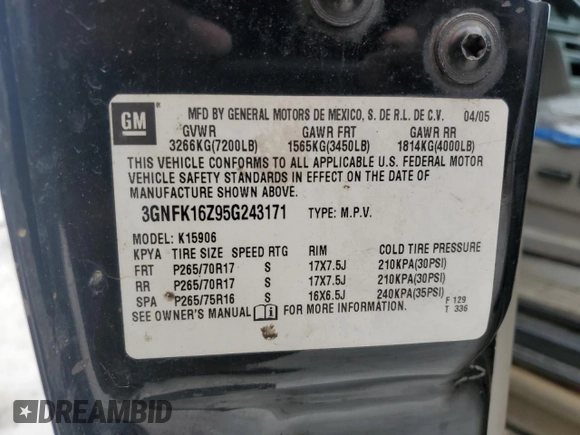 GM
MFD BY GENERAL MOTORS DE MEXICO, S. DE R.L. DE C.V. 04/05
GVWR GAWR FRT GAWR RR
3266KG(7200LB) 1565KG(3450LB) 1814KG(4000LB)
THIS VEHICLE CONFORMS TO ALL APPLICABLE U.S. FEDERAL MOTOR
VEHICLE SAFETY STANDARDS IN EFFECT ON THE DATE OF
MANUFACTURE SHOWN ABOVE.
3GNFK16Z95G243171 TYPE: M.P.V.
MODEL: K15906
KPYA TIRE SIZE SPEED RTG RIM COLD TIRE PRESSURE
FRT P265/70R17 S 17X7.5J 210KPA(30PSI)
RR P265/70R17 S 17X7.5J 210KPA(30PSI)
SPA P265/75R16 S 16X6.5J 240KPA(35PSI)
SEE OWNER'S MANUAL FOR MORE INFORMATION.
F 129
T 336
DREAMBID